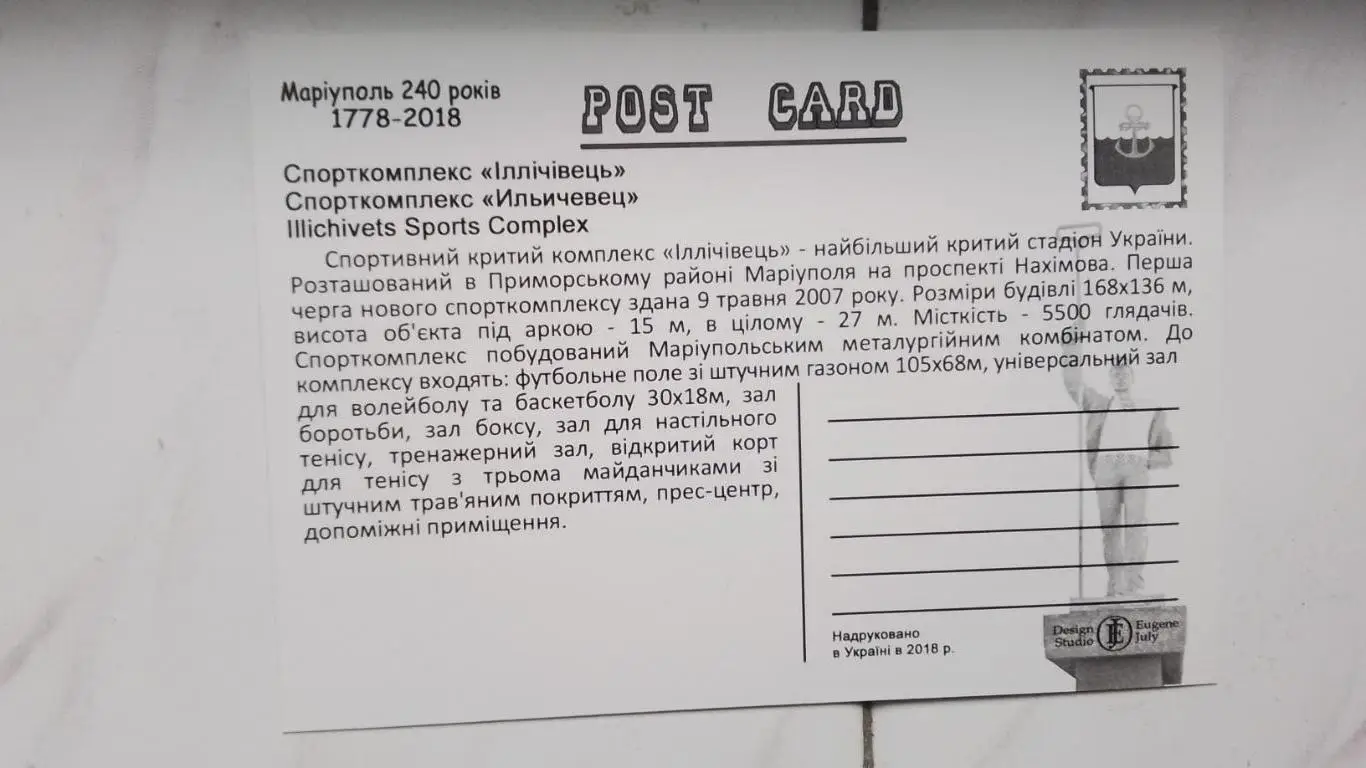 Маріуполь 240 років
1778-2018
POST CARD
Спорткомплекс «Іллічівець»
Спорткомплекс «Ильичевец»
Illichivets Sports Complex
Спортивний критий комплекс «Іллічівець» - найбільший критий стадіон України.
Розташований в Приморському районі Маріуполя на проспекті Нахімова. Перша
черга нового спорткомплексу здана 9 травня 2007 року. Розміри будівлі 168х136 м,
висота об'єкта під аркою - 15 м, в цілому - 27 м. Місткість - 5500 глядачів.
Спорткомплекс побудований Маріупольським металургійним комбінатом. До
комплексу входять: футбольне поле зі штучним газоном 105х68м, універсальний зал
для волейболу та баскетболу 30х18м, зал
боротьби, зал боксу, зал для настільного
тенісу, тренажерний зал, відкритий корт
для тенісу з трьома майданчиками зі
штучним трав'яним покриттям, прес-центр,
допоміжні приміщення.
Надруковано
в Україні в 2018 р.
Design Studio
Eugene July